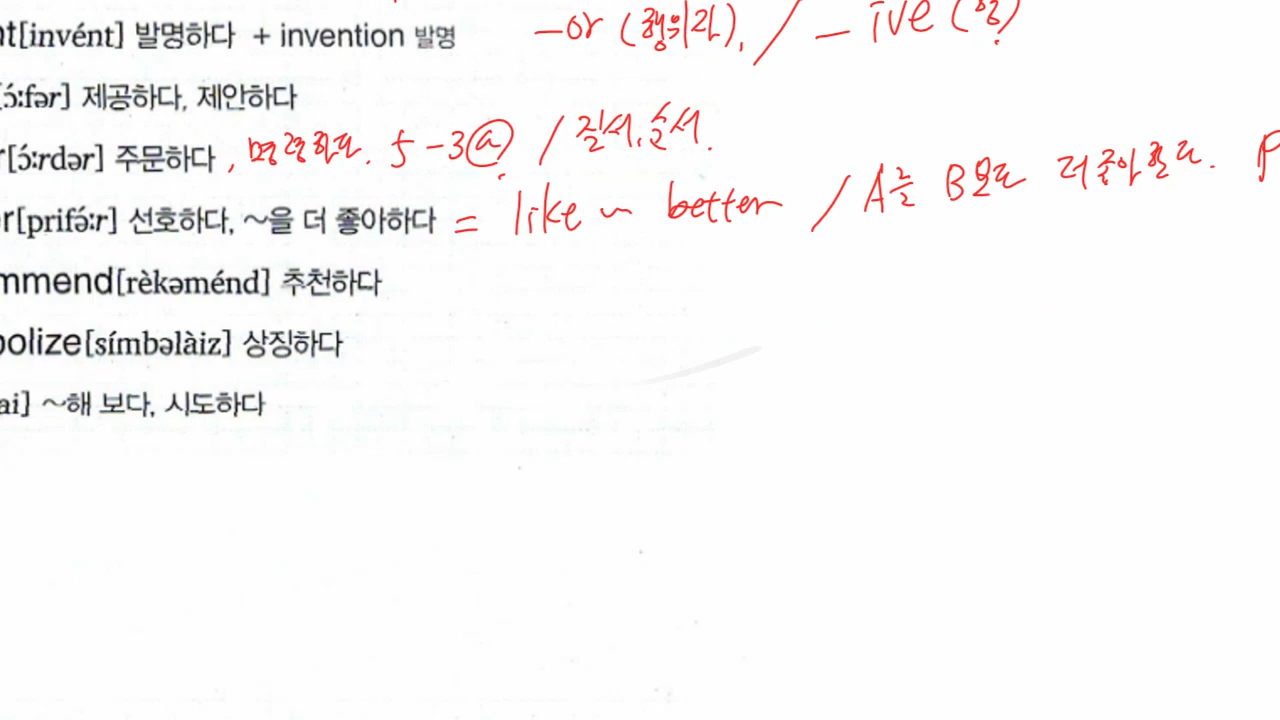 nt[invént] 발명하다 + invention 발명 -or (행위자), / - ive (형)
[ɔ́:fər] 제공하다, 제안하다
r[ɔ́:rdər] 주문하다, 명령하다. 5-3ⓐ / 질서, 순서.
r[prifə́:r] 선호하다, ~을 더 좋아하다 = like ~ better / A를 B보다 더 좋아하다. P
mmend[rèkəménd] 추천하다
bolize[símbəlàiz] 상징하다
ai] ~해 보다, 시도하다